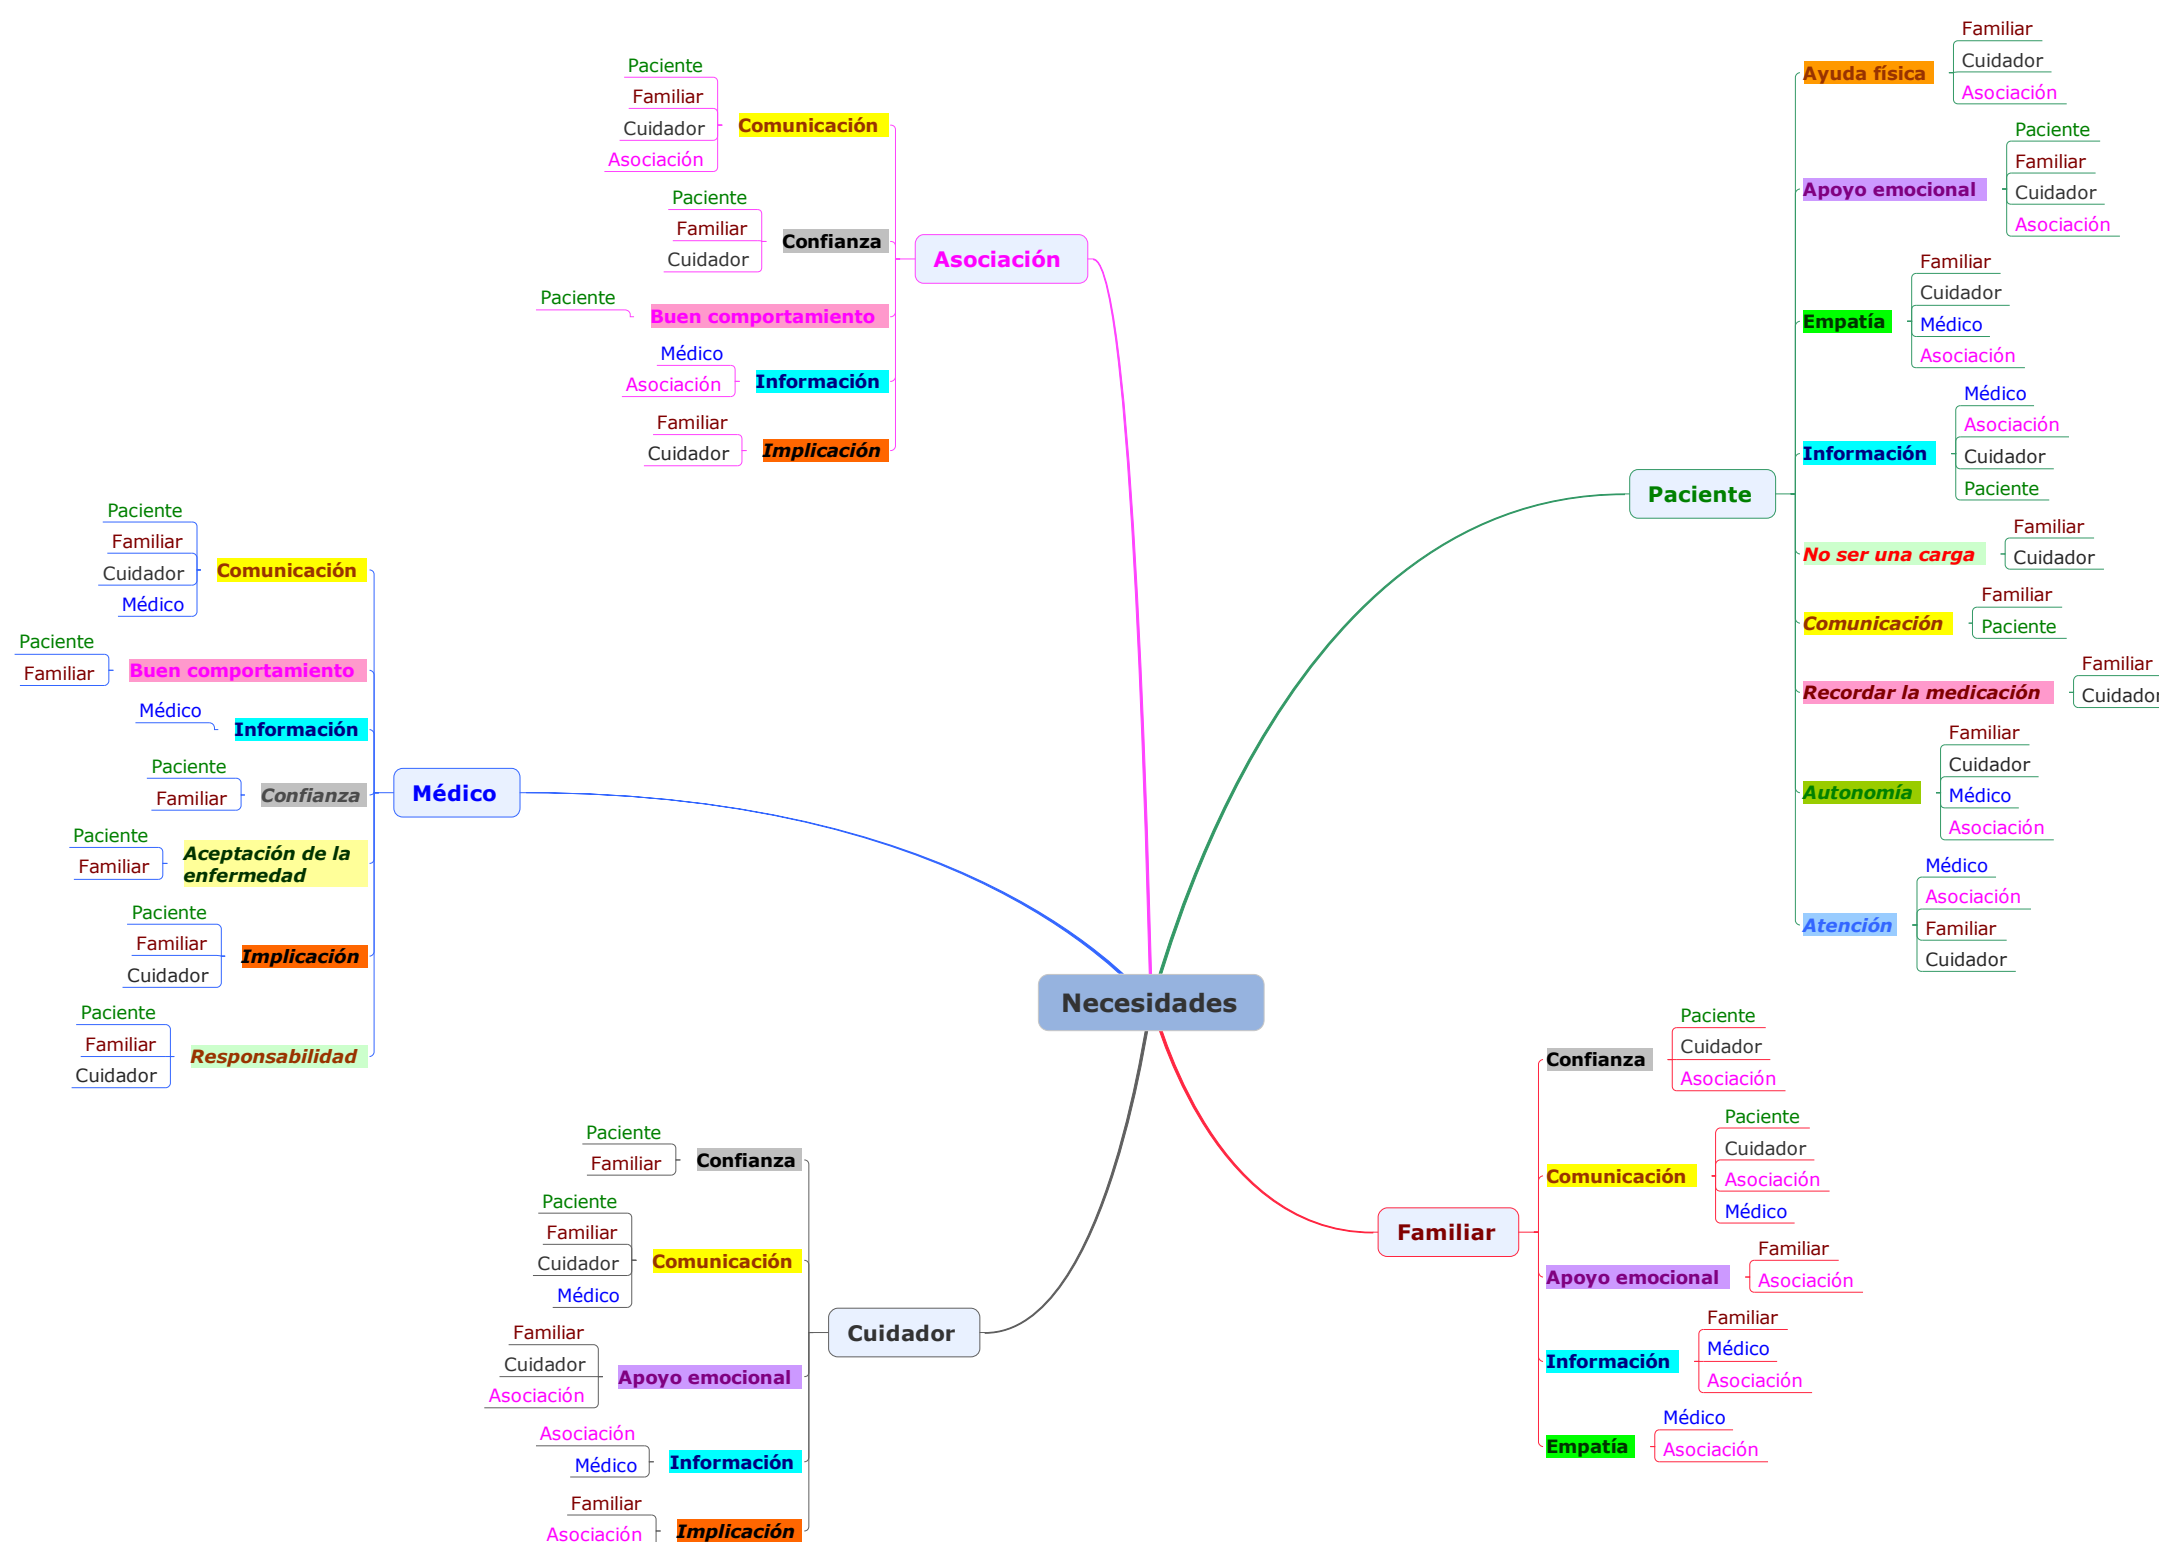 Necesidades
Paciente
Ayuda física
Familiar
Cuidador
Asociación
Apoyo emocional
Paciente
Familiar
Cuidador
Asociación
Empatía
Familiar
Cuidador
Médico
Asociación
Información
Médico
Asociación
Cuidador
Paciente
No ser una carga
Familiar
Cuidador
Comunicación
Familiar
Paciente
Recordar la medicación
Familiar
Cuidador
Autonomía
Familiar
Cuidador
Médico
Asociación
Atención
Médico
Asociación
Familiar
Cuidador
Familiar
Confianza
Paciente
Cuidador
Asociación
Comunicación
Paciente
Cuidador
Asociación
Médico
Apoyo emocional
Familiar
Asociación
Información
Familiar
Médico
Asociación
Empatía
Médico
Asociación
Cuidador
Confianza
Paciente
Familiar
Comunicación
Paciente
Familiar
Cuidador
Médico
Apoyo emocional
Familiar
Cuidador
Asociación
Información
Asociación
Médico
Implicación
Familiar
Asociación
Médico
Comunicación
Paciente
Familiar
Cuidador
Médico
Buen comportamiento
Paciente
Familiar
Información
Médico
Confianza
Paciente
Familiar
Aceptación de la
enfermedad
Paciente
Familiar
Implicación
Paciente
Familiar
Cuidador
Responsabilidad
Paciente
Familiar
Cuidador
Asociación
Comunicación
Paciente
Familiar
Cuidador
Asociación
Confianza
Paciente
Familiar
Cuidador
Buen comportamiento
Paciente
Información
Médico
Asociación
Implicación
Familiar
Cuidador